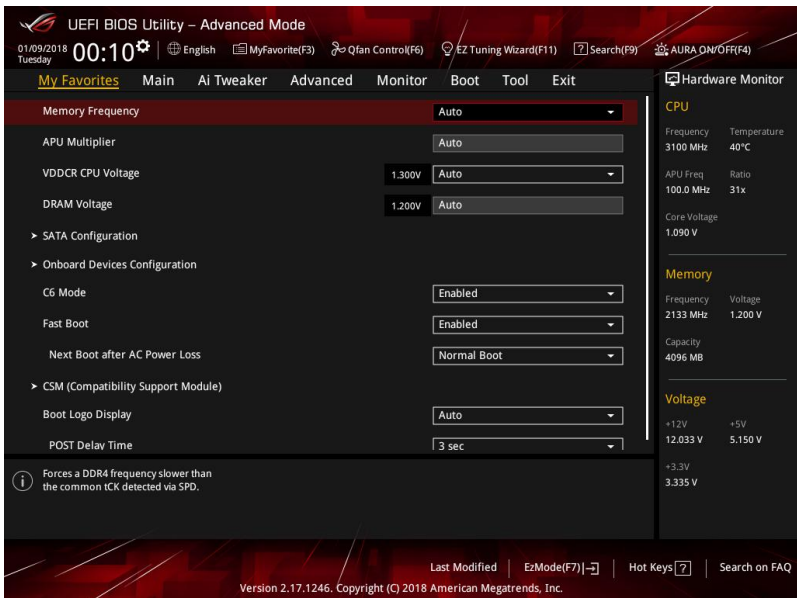 UEFI BIOS Utility – Advanced Mode
01/09/2018 Tuesday 00:10 English MyFavorite(F3) Qfan Control(F6) EZ Tuning Wizard(F11) ? Search(F9) AURA ON/OFF(F4)
My Favorites Main Ai Tweaker Advanced Monitor Boot Tool Exit
Memory Frequency Auto
APU Multiplier Auto
VDDCR CPU Voltage 1.300V Auto
DRAM Voltage 1.200V Auto
> SATA Configuration
> Onboard Devices Configuration
C6 Mode Enabled
Fast Boot Enabled
Next Boot after AC Power Loss Normal Boot
> CSM (Compatibility Support Module)
Boot Logo Display Auto
POST Delay Time 3 sec
i Forces a DDR4 frequency slower than
the common tCK detected via SPD.
Hardware Monitor
CPU
Frequency Temperature
3100 MHz 40°C
APU Freq Ratio
100.0 MHz 31x
Core Voltage
1.090 V
Memory
Frequency Voltage
2133 MHz 1.200 V
Capacity
4096 MB
Voltage
+12V +5V
12.033 V 5.150 V
+3.3V
3.335 V
Last Modified EzMode(F7) Hot Keys ? Search on FAQ
Version 2.17.1246. Copyright (C) 2018 American Megatrends, Inc.